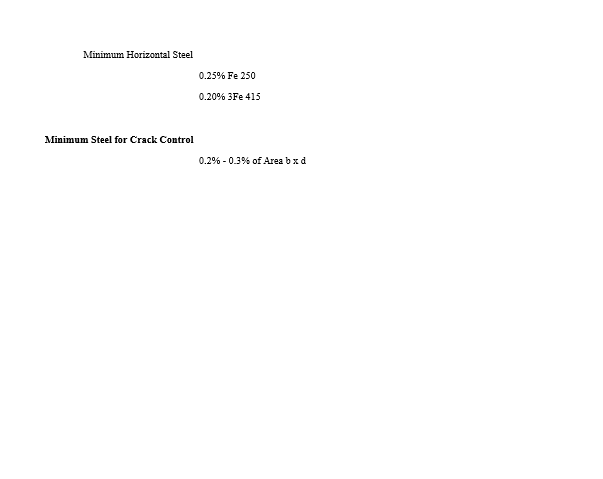 Minimum Horizontal Steel
0.25% Fe 250
0.20% 3Fe 415
Minimum Steel for Crack Control
0.2% - 0.3% of Area b x d